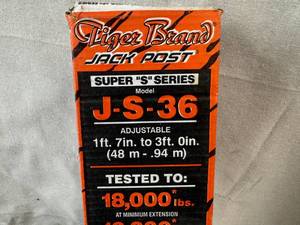 Tiger Brand
JACK POST
SUPER "S" SERIES
Model
J-S-36
ADJUSTABLE
1ft. 7in. to 3ft. 0in.
(48 m - .94 m)
TESTED TO:
18,000* lbs.
AT MINIMUM EXTENSION